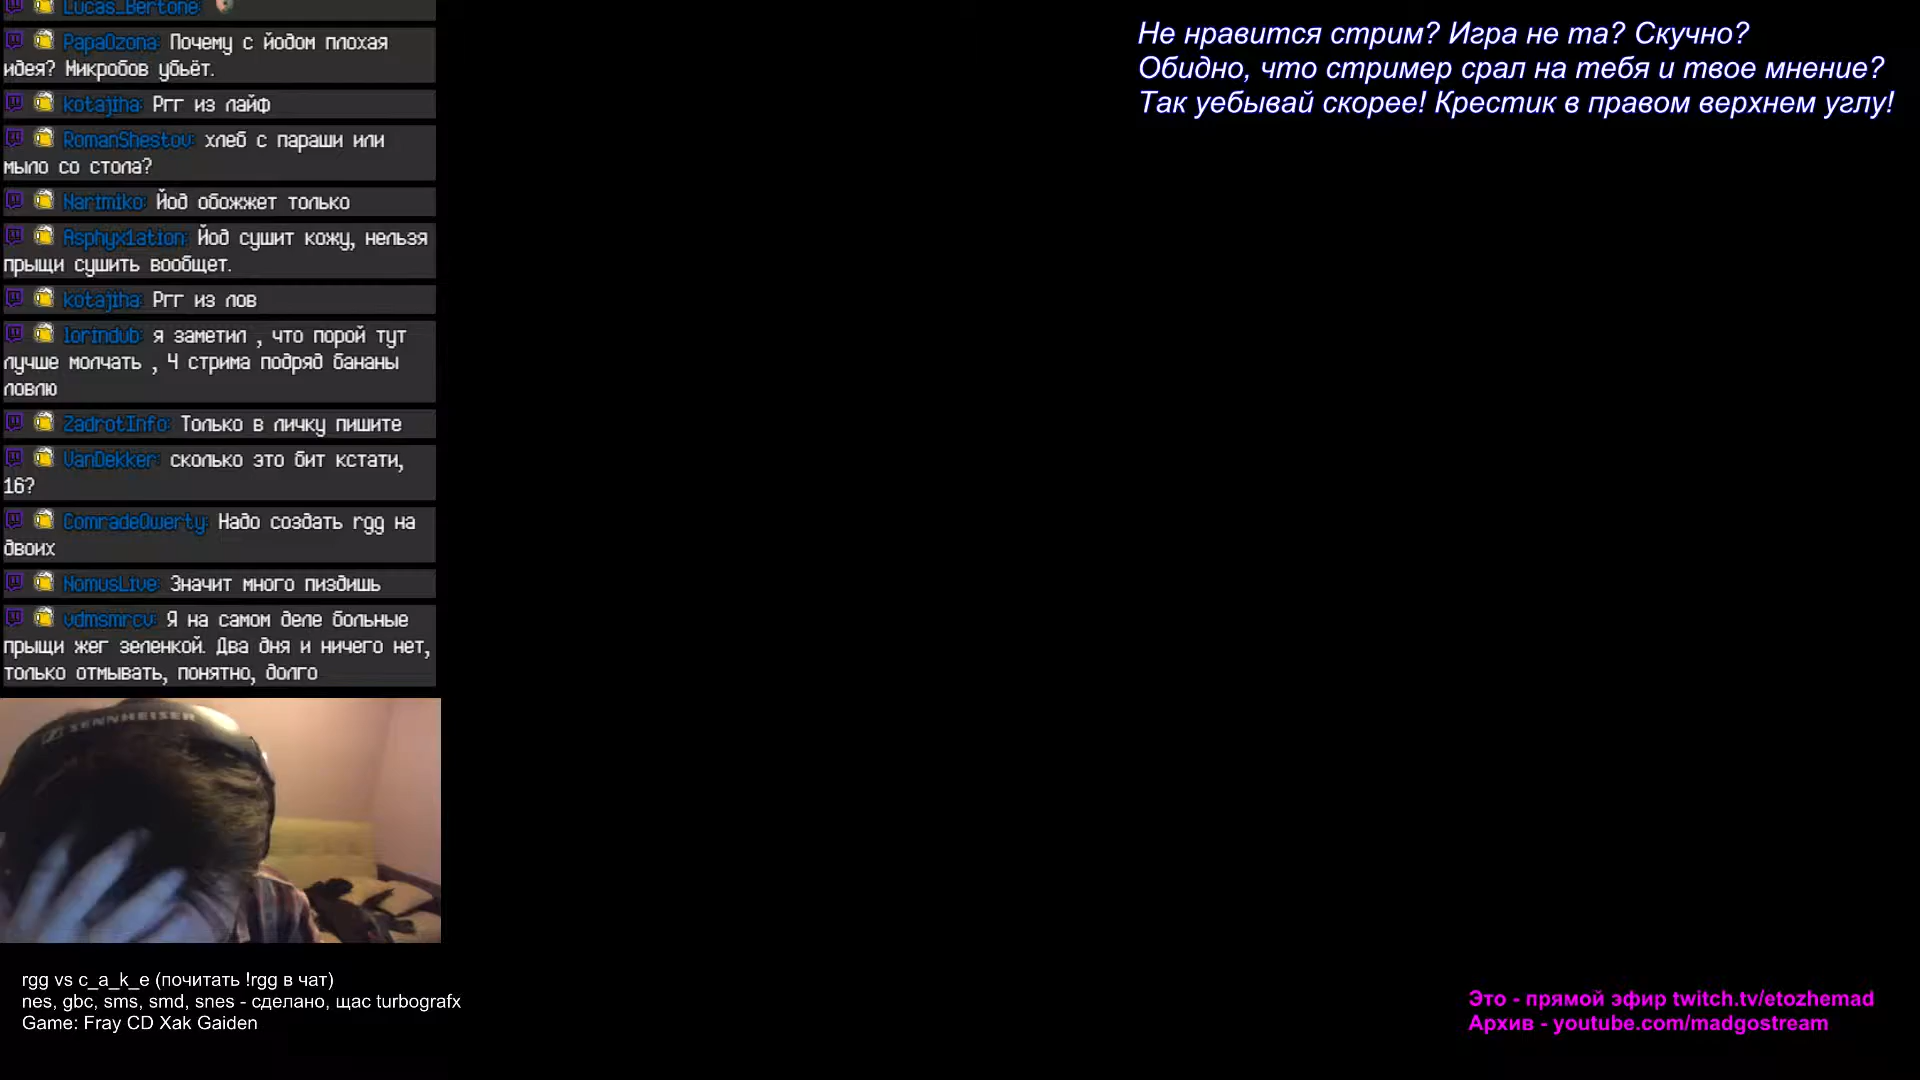 Lucas_Bertone:
PapaOzona: Почему с йодом плохая
идея? Микробов убьёт.
kotajiha: Ргг из лайф
RomanShestov: хлеб с параши или
мыло со стола?
Narimiko: Йод обожжет только
Asphyx1ation: Йод сушит кожу, нельзя
прыщи сушить вообщет.
kotajiha: Ргг из лов
lorindub: я заметил , что порой тут
лучше молчать , 4 стрима подряд бананы
ловлю
ZadrotInfo: Только в личку пишите
VanDekker: сколько это бит кстати,
16?
ComradeQwerty: Надо создать rgg на
двоих
NomusLive: Значит много пиздишь
vdmsmrcv: Я на самом деле больные
прыщи жег зеленкой. Два дня и ничего нет,
только отмывать, понятно, долго
SENNHEISER
rgg vs c_a_k_e (почитать !rgg в чат)
nes, gbc, sms, smd, snes - сделано, щас turbografx
Game: Fray CD Xak Gaiden
Не нравится стрим? Игра не та? Скучно?
Обидно, что стример срал на тебя и твое мнение?
Так уебывай скорее! Крестик в правом верхнем углу!
Это - прямой эфир twitch.tv/etozhemad
Архив - youtube.com/madgostream